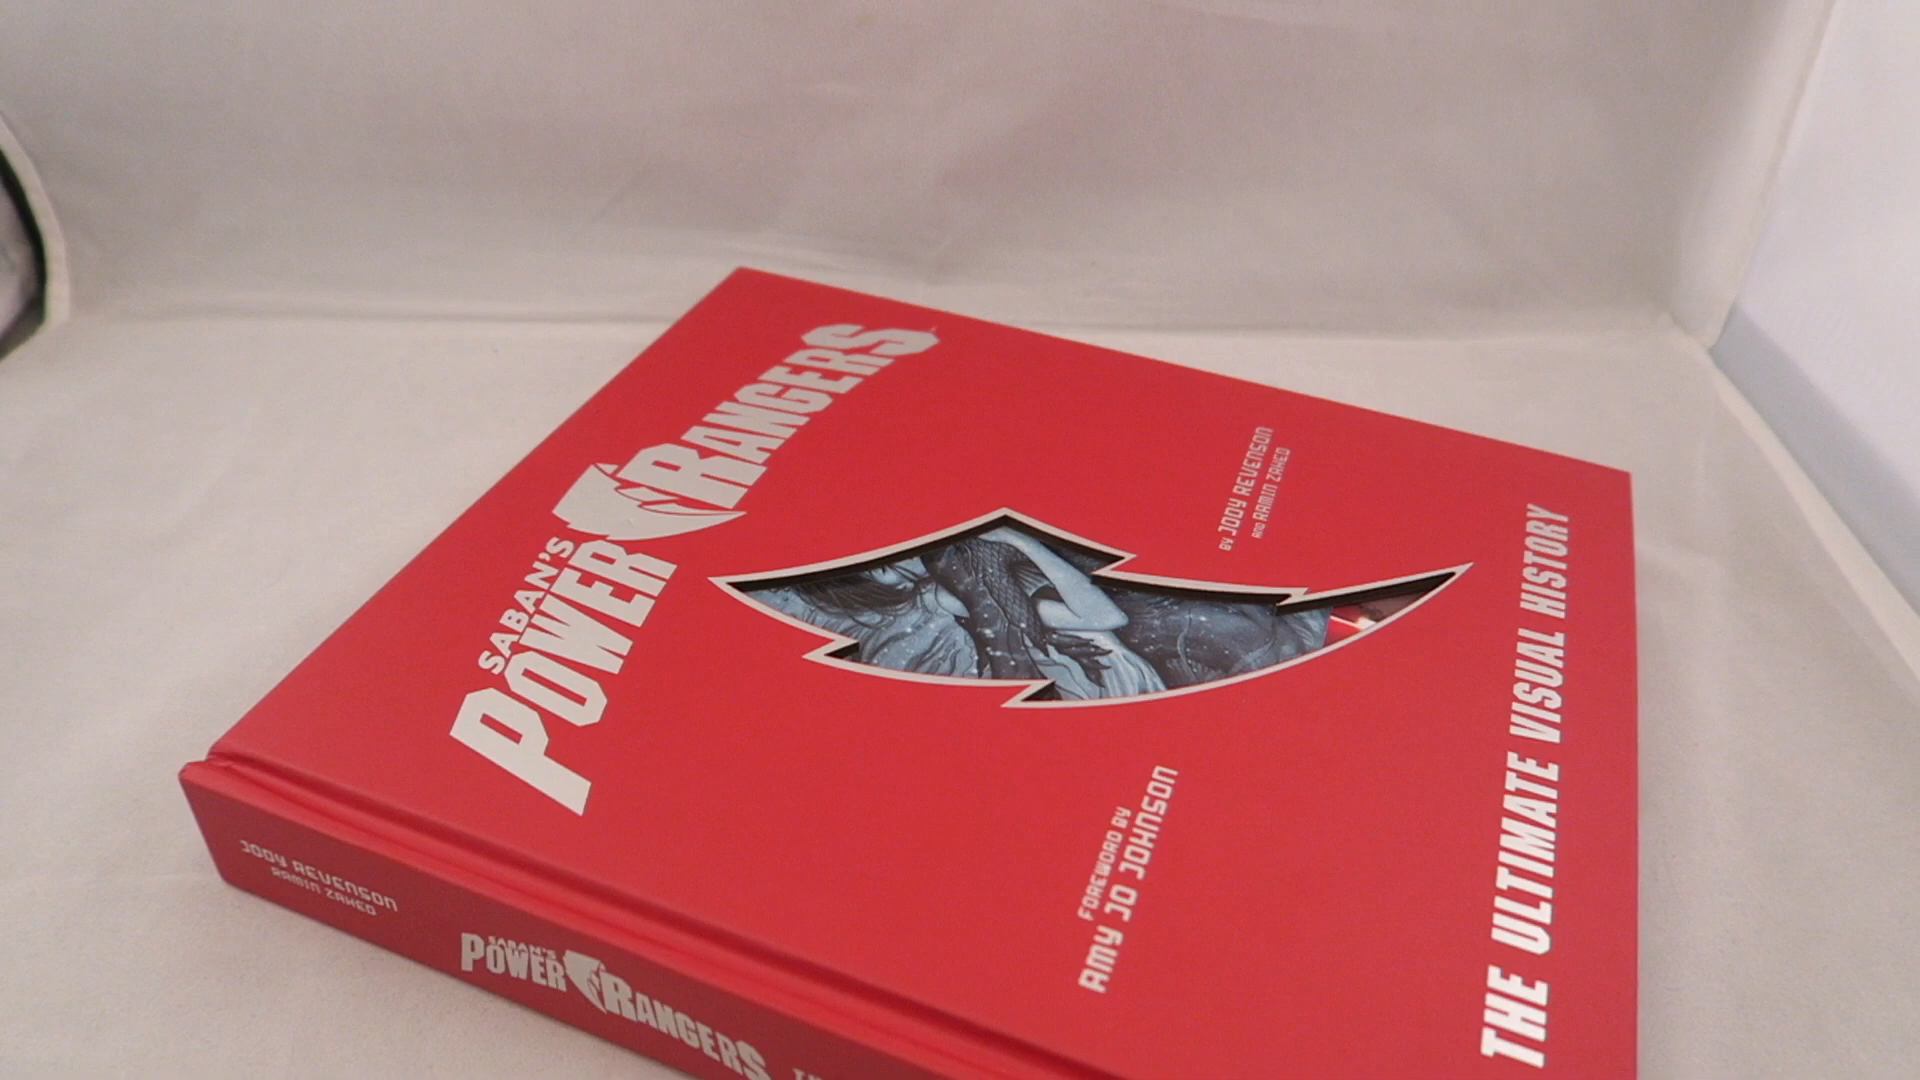 SABAN'S
POWER RANGERS
BY JODY REVENSON
AND RAMIN ZAHED
FOREWORD BY
AMY JO JOHNSON
THE ULTIMATE VISUAL HISTORY
JODY REVENSON
RAMIN ZAHED
SABAN'S
POWER RANGERS